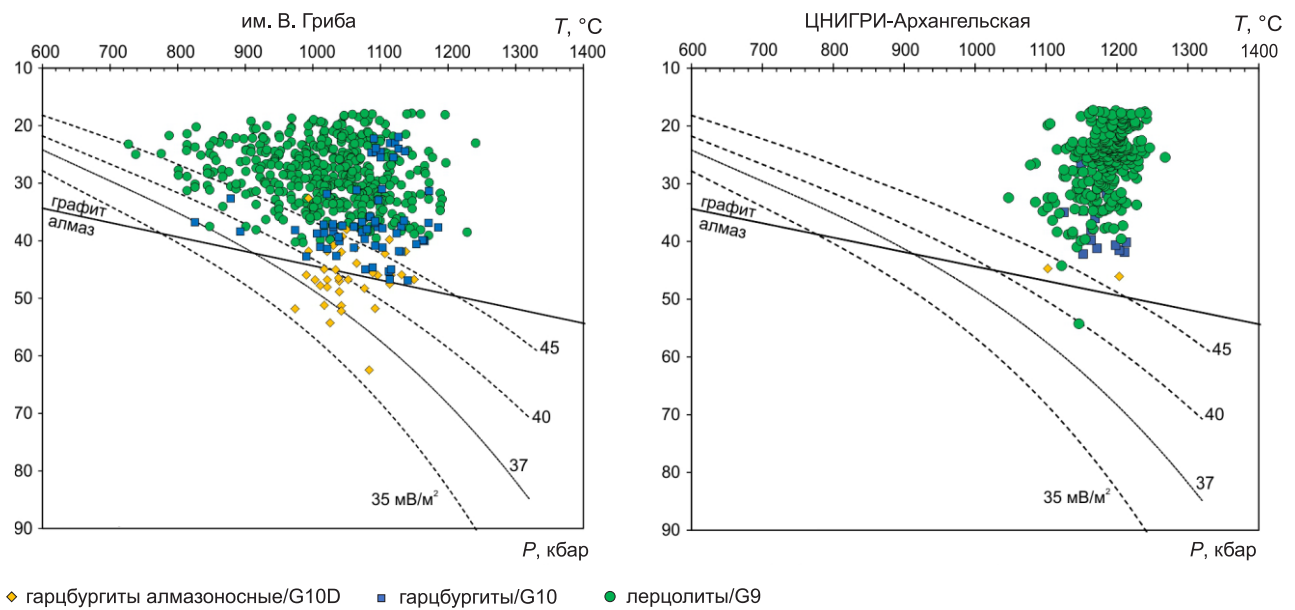 им. В. Гриба
T, °C
600 700 800 900 1000 1100 1200 1300 1400
10
20
30
40
50
60
70
80
90
графит
алмаз
45
40
37
35 мВ/м²
P, кбар
ЦНИГРИ-Архангельская
T, °C
600 700 800 900 1000 1100 1200 1300 1400
10
20
30
40
50
60
70
80
90
графит
алмаз
45
40
37
35 мВ/м²
P, кбар
гарцбургиты алмазоносные/G10D гарцбургиты/G10 лерцолиты/G9